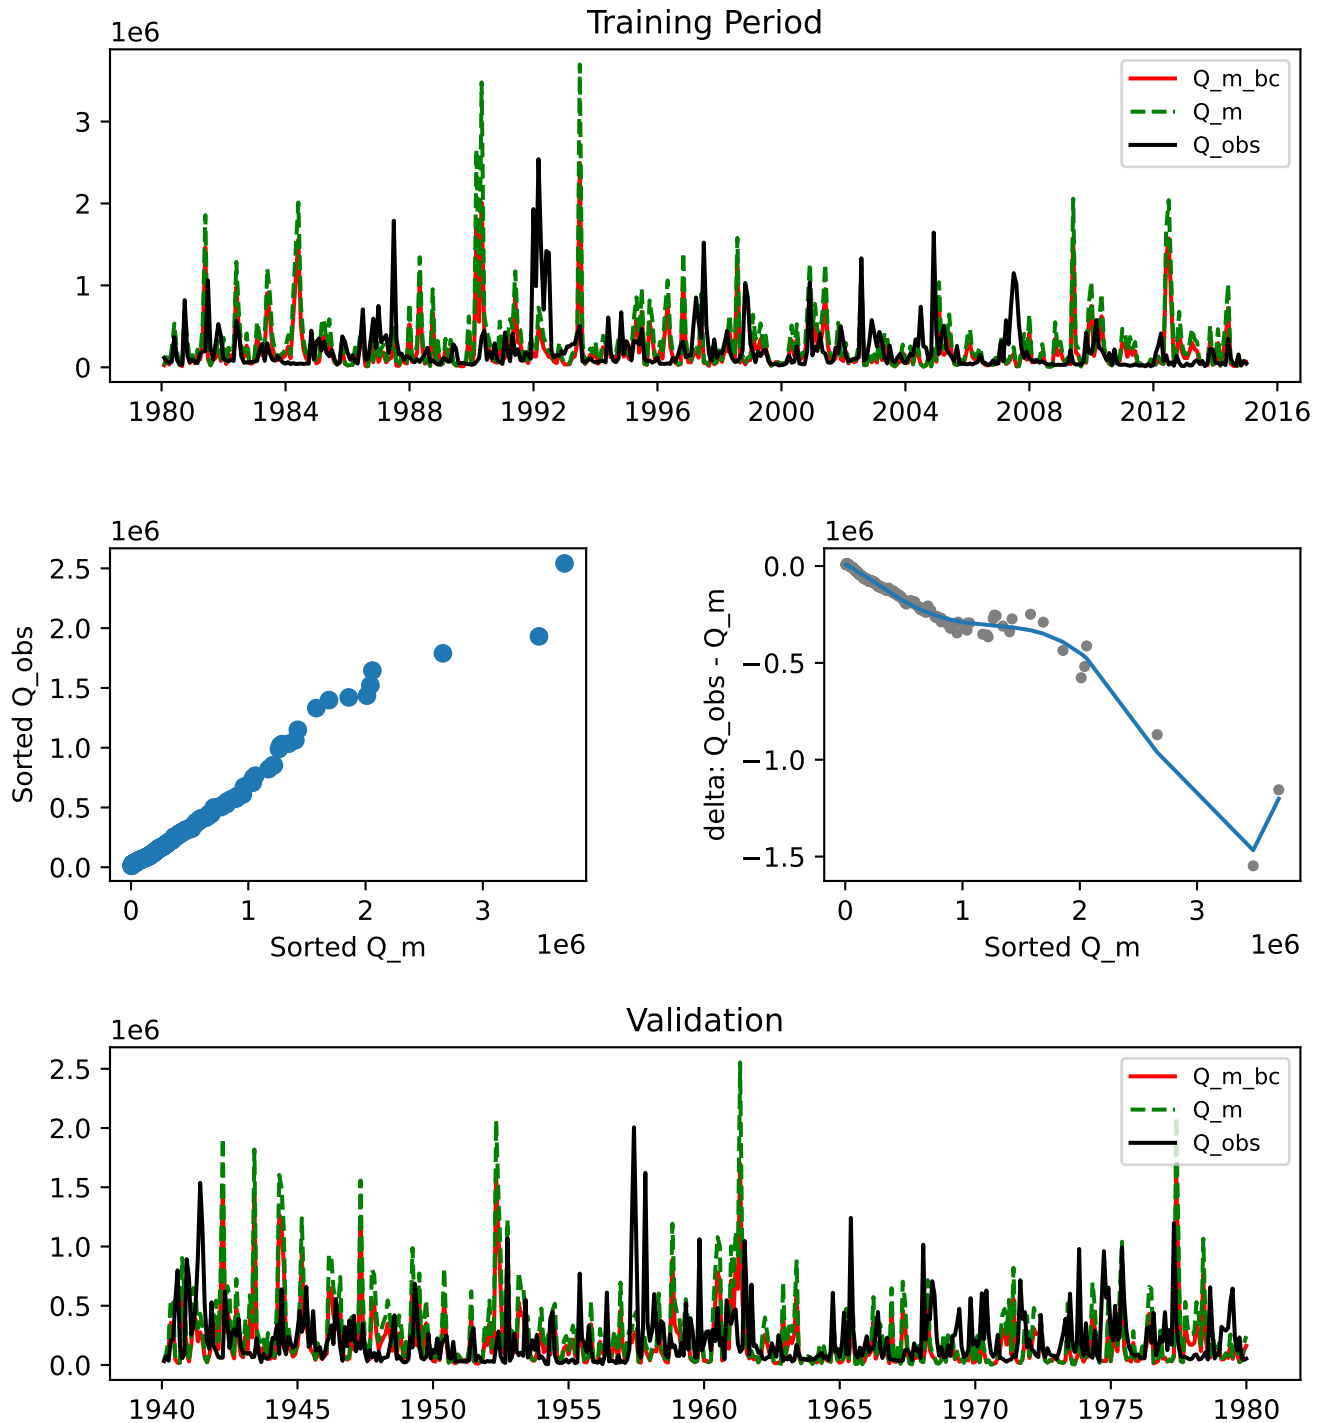 Training Period
1e6
Q_m_bc
Q_m
Q_obs
3
2
1
0
1980 1984 1988 1992 1996 2000 2004 2008 2012 2016
1e6
Sorted Q_obs
2.5
2.0
1.5
1.0
0.5
0.0
0 1 2 3
Sorted Q_m
1e6
1e6
delta: Q_obs - Q_m
0.0
−0.5
−1.0
−1.5
0 1 2 3
Sorted Q_m
1e6
Validation
1e6
Q_m_bc
Q_m
Q_obs
2.5
2.0
1.5
1.0
0.5
0.0
1940 1945 1950 1955 1960 1965 1970 1975 1980